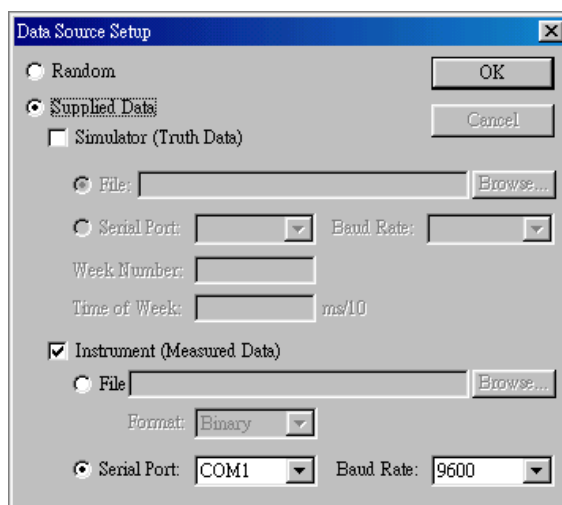 Data Source Setup
Random
OK
Supplied Data
Cancel
Simulator (Truth Data)
File:
Browse...
Serial Port:
Baud Rate:
Week Number:
Time of Week:
ms/10
Instrument (Measured Data)
File
Browse...
Format: Binary
Serial Port: COM1
Baud Rate: 9600